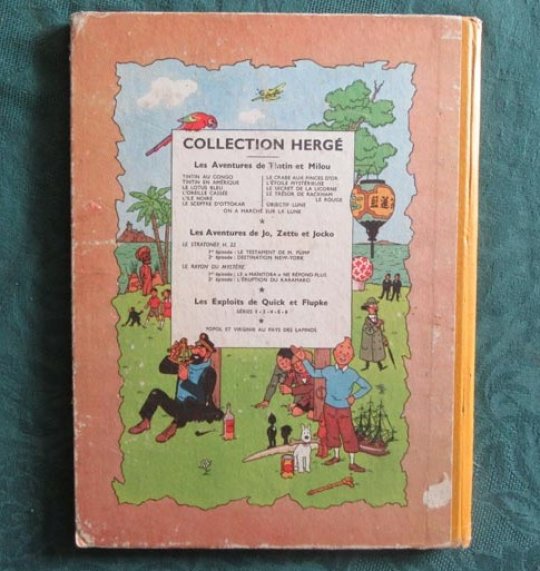 COLLECTION HERGÉ
Les Aventures de Tintin et Milou
TINTIN AU CONGO
TINTIN EN AMÉRIQUE
LE LOTUS BLEU
L'OREILLE CASSÉE
L'ILE NOIRE
LE SCEPTRE D'OTTOKAR
LE CRABE AUX PINCES D'OR
L'ÉTOILE MYSTÉRIEUSE
LE SECRET DE LA LICORNE
LE TRÉSOR DE RACKHAM
LE ROUGE
OBJECTIF LUNE
ON A MARCHÉ SUR LA LUNE
Les Aventures de Jo, Zette et Jocko
LE STRATONEF H. 22
1er épisode : LE TESTAMENT DE M. PUMP
2e épisode : DESTINATION NEW-YORK
LE RAYON DU MYSTÈRE
1er épisode : LE « MANITOBA » NE RÉPOND PLUS
2e épisode : L'ÉRUPTION DU KARAMAKO
Les Exploits de Quick et Flupke
POPOL ET VIRGINIE AU PAYS DES LAPINOS